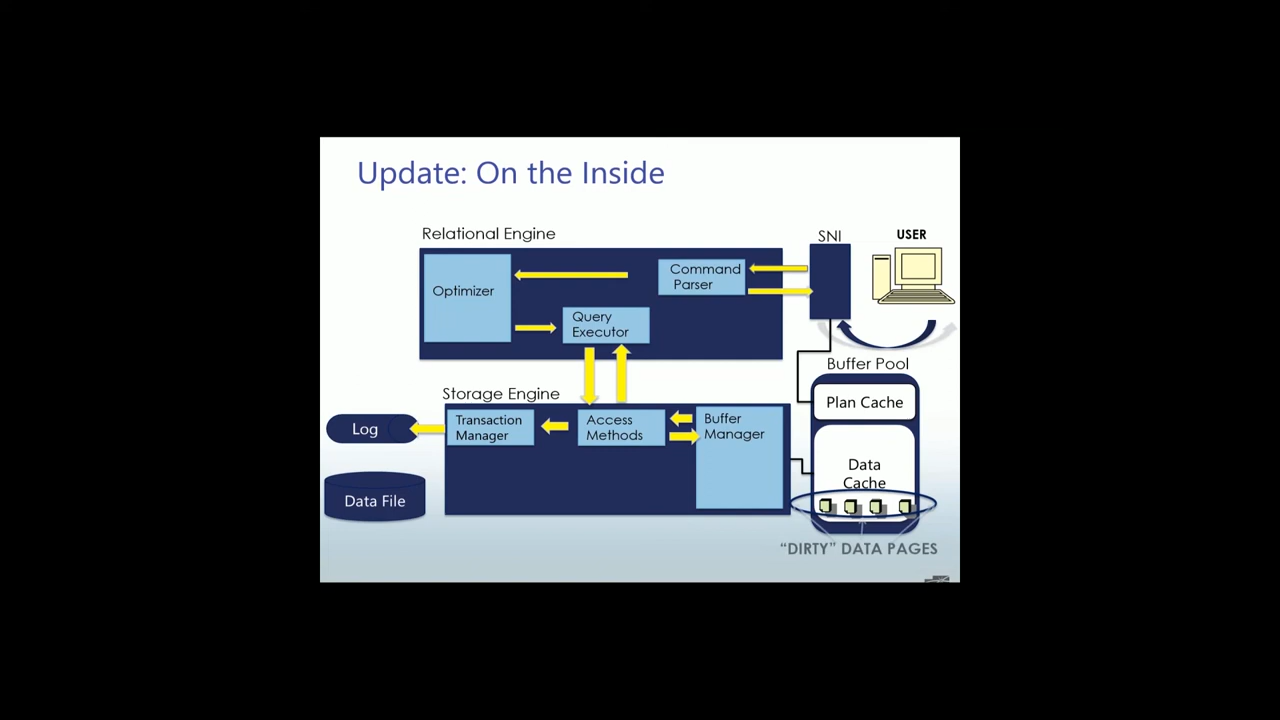 Update: On the Inside
Relational Engine
SNI
USER
Optimizer
Command
Parser
Query
Executor
Buffer Pool
Plan Cache
Storage Engine
Log
Transaction
Manager
Access
Methods
Buffer
Manager
Data
Cache
Data File
“DIRTY” DATA PAGES